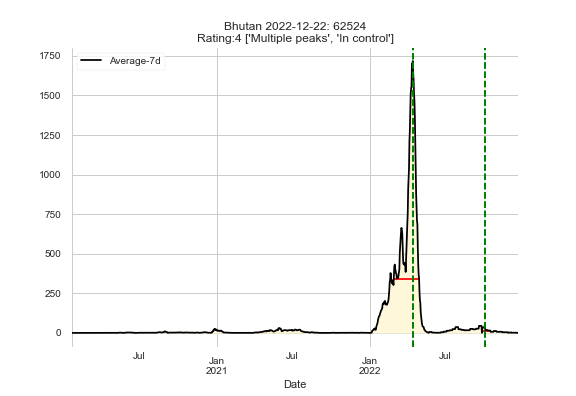 Bhutan 2022-12-22: 62524
Rating:4 ['Multiple peaks', 'In control']
Average-7d
1750
1500
1250
1000
750
500
250
0
Jul
Jan
2021
Jul
Jan
2022
Jul
Date